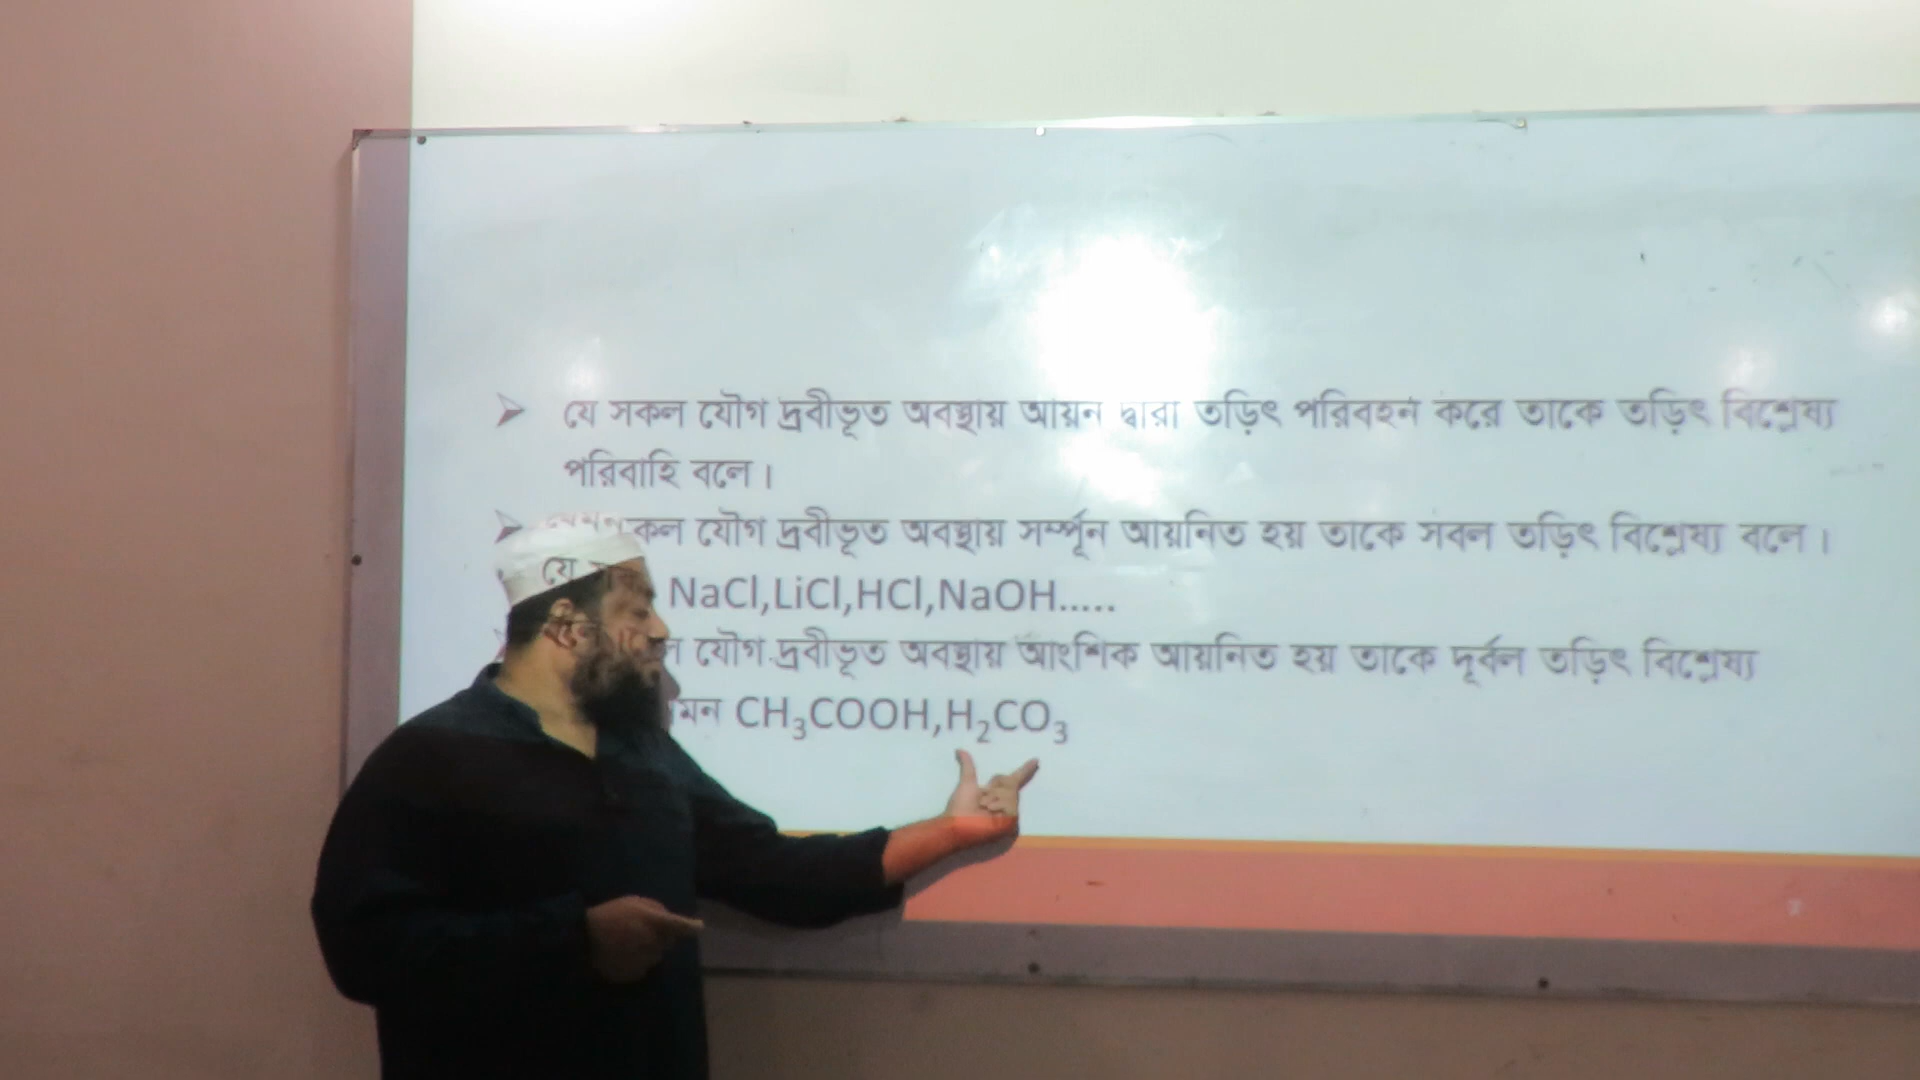 যে সকল যৌগ দ্রবীভূত অবস্থায় আয়ন দ্বারা তড়িৎ পরিবহন করে তাকে তড়িৎ বিশ্লেষ্য
পরিবাহি বলে।
কল যৌগ দ্রবীভূত অবস্থায় সর্ম্পূন আয়নিত হয় তাকে সবল তড়িৎ বিশ্লেষ্য বলে।
যে NaCl,LiCl,HCl,NaOH.....
যৌগ দ্রবীভূত অবস্থায় আংশিক আয়নিত হয় তাকে দূর্বল তড়িৎ বিশ্লেষ্য
মন CH₃COOH,H₂CO₃